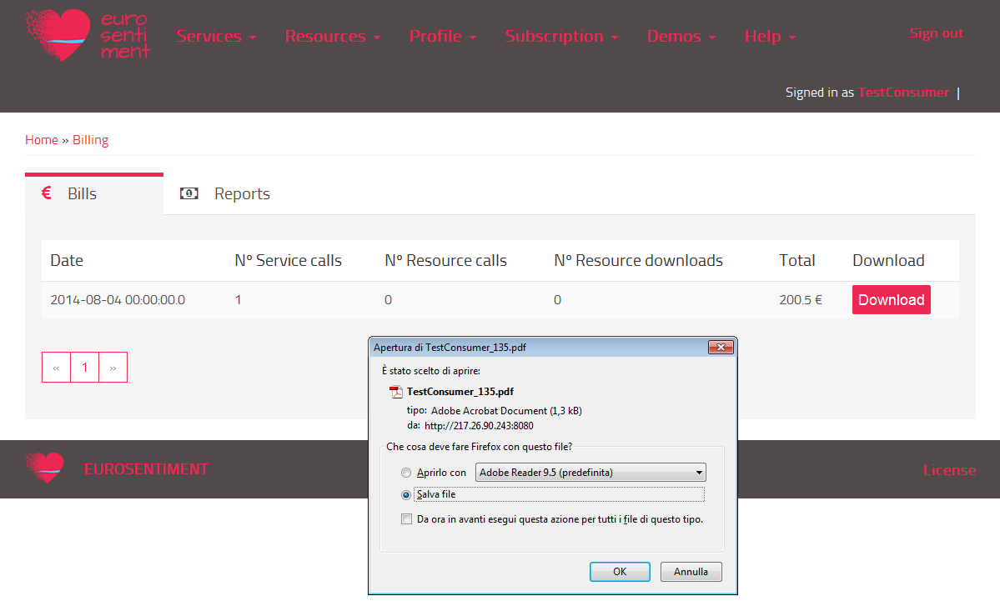 euro
senti
ment
Services
Resources
Profile
Subscription
Demos
Help
Sign out
Signed in as TestConsumer |
Home » Billing
€ Bills
Reports
Date Nº Service calls Nº Resource calls Nº Resource downloads Total Download
2014-08-04 00:00:00.0 1 0 0 200.5 € Download
« 1 »
Apertura di TestConsumer_135.pdf
È stato scelto di aprire:
TestConsumer_135.pdf
tipo: Adobe Acrobat Document (1,3 kB)
da: http://217.26.90.243:8080
Che cosa deve fare Firefox con questo file?
Aprirlo con Adobe Reader 9.5 (predefinita)
Salva file
Da ora in avanti esegui questa azione per tutti i file di questo tipo.
OK Annulla
EUROSENTIMENT
License